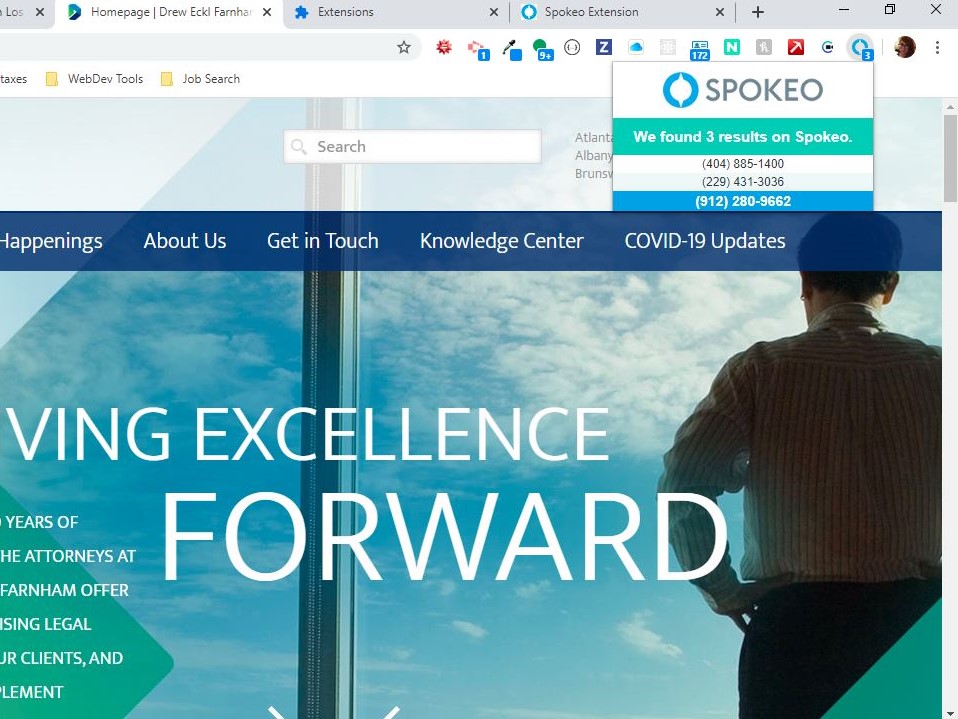 Los
Homepage | Drew Eckl Farnhar
Extensions
Spokeo Extension
1
9+
Z
172
N
3
taxes
WebDev Tools
Job Search
SPOKEO
We found 3 results on Spokeo.
(404) 885-1400
(229) 431-3036
(912) 280-9662
Search
Atlanta
Albany
Brunsw
Happenings
About Us
Get in Touch
Knowledge Center
COVID-19 Updates
VING EXCELLENCE
FORWARD
YEARS OF
HE ATTORNEYS AT
FARNHAM OFFER
ISING LEGAL
UR CLIENTS, AND
PLEMENT